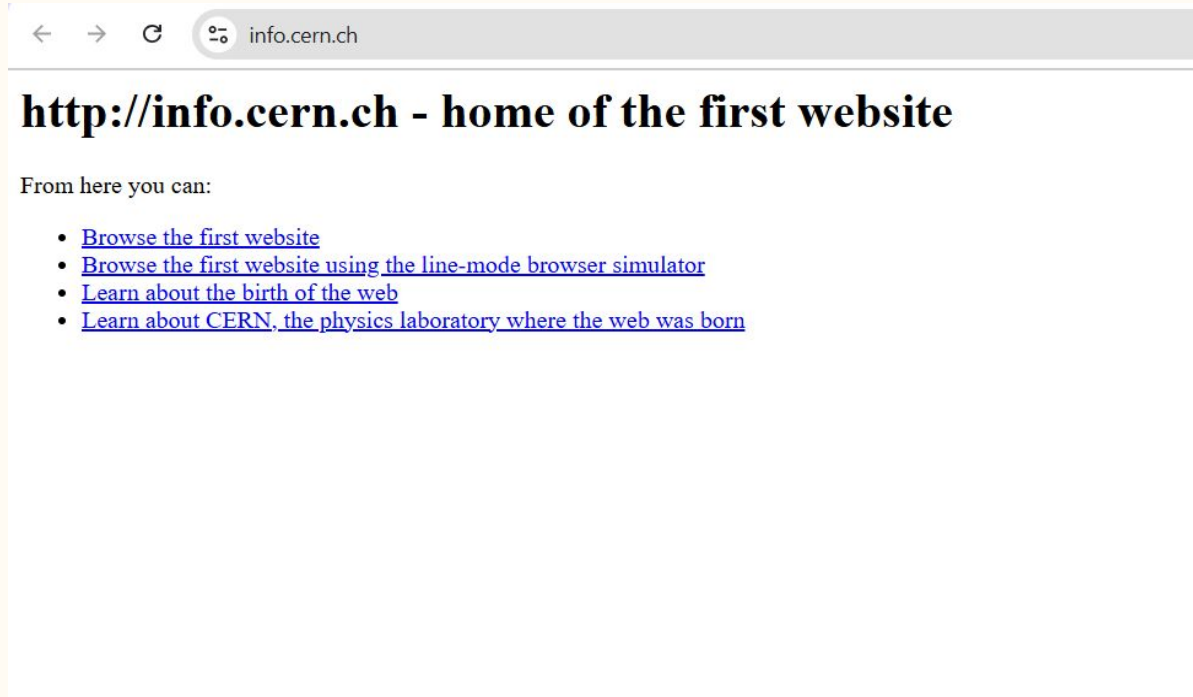 info.cern.ch
http://info.cern.ch - home of the first website
From here you can:
Browse the first website
Browse the first website using the line-mode browser simulator
Learn about the birth of the web
Learn about CERN, the physics laboratory where the web was born